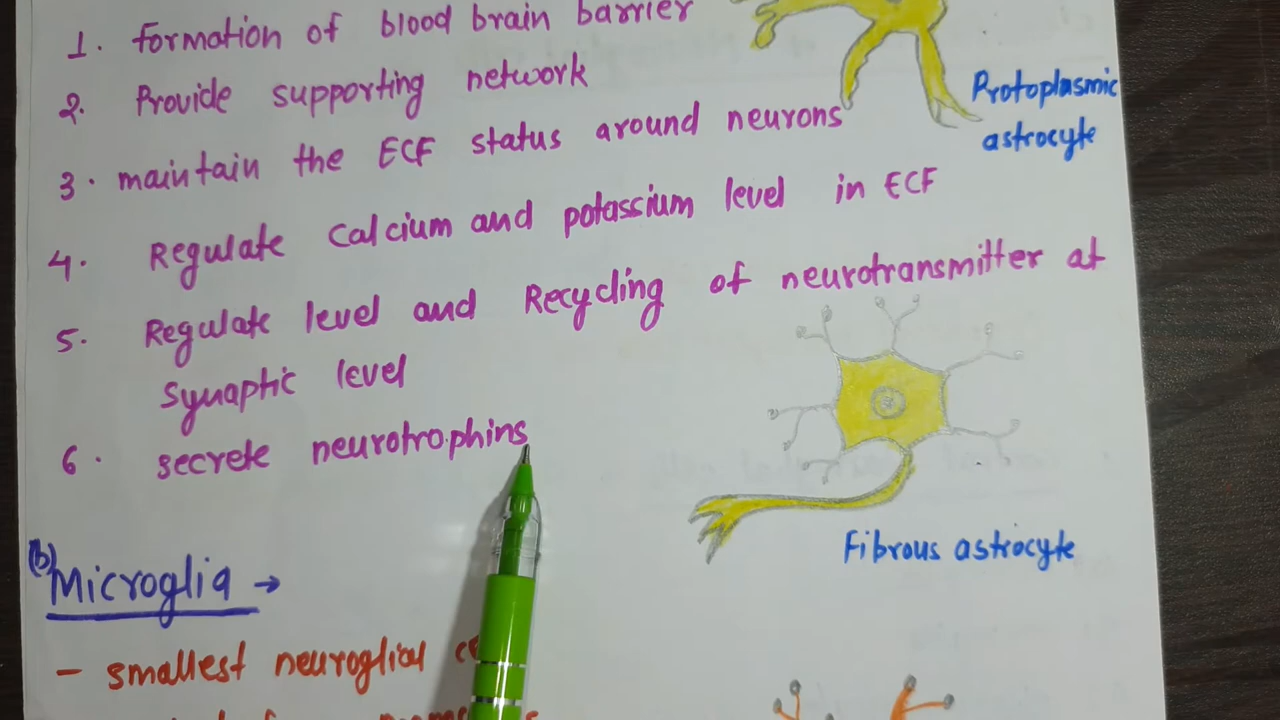 1. formation of blood brain barrier
2. Provide supporting network
Protoplasmic
astrocyte
3. maintain the ECF status around neurons
4. Regulate Calcium and potassium level in ECF
5. Regulate level and Recycling of neurotransmitter at
Synaptic level
6. secrete neurotrophins
Fibrous astrocyte
(b) Microglia →
- smallest neuroglial